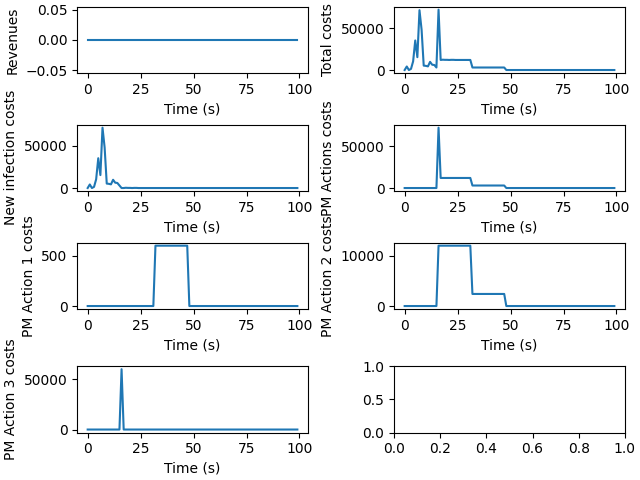 Revenues
0.05
0.00
−0.05
0 25 50 75 100
Time (s)
Total costs
50000
0
0 25 50 75 100
Time (s)
New infection costs
50000
0
0 25 50 75 100
Time (s)
PM Actions costs
50000
0
0 25 50 75 100
Time (s)
PM Action 1 costs
500
0
0 25 50 75 100
Time (s)
PM Action 2 costs
10000
0
0 25 50 75 100
Time (s)
PM Action 3 costs
50000
0
0 25 50 75 100
Time (s)
1.0
0.5
0.0
0.0 0.2 0.4 0.6 0.8 1.0